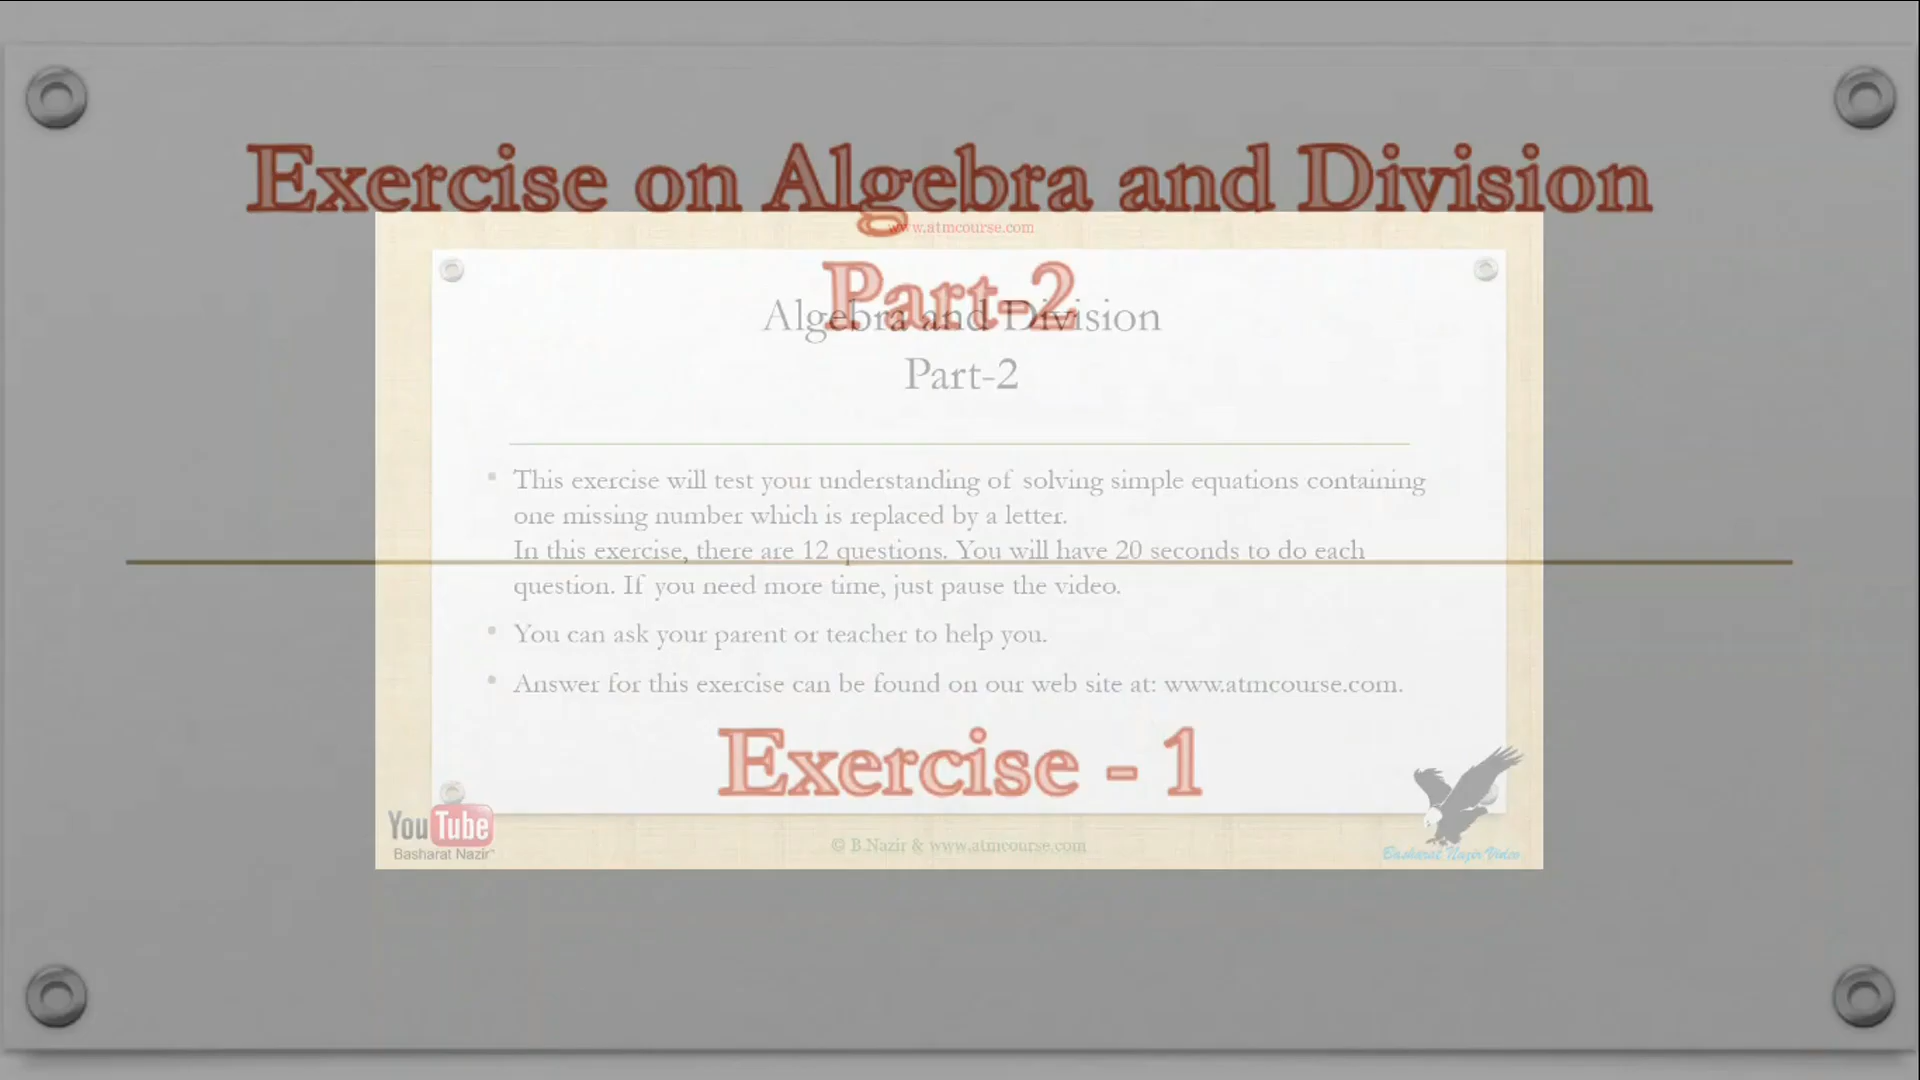 Exercise on Algebra and Division
www.atmcourse.com
Part-2
Algebra and Division
Part-2
This exercise will test your understanding of solving simple equations containing
one missing number which is replaced by a letter.
In this exercise, there are 12 questions. You will have 20 seconds to do each
question. If you need more time, just pause the video.
You can ask your parent or teacher to help you.
Answer for this exercise can be found on our web site at: www.atmcourse.com.
Exercise - 1
YouTube
Basharat Nazir
© B.Nazir & www.atmcourse.com
Basharat Nazir Video